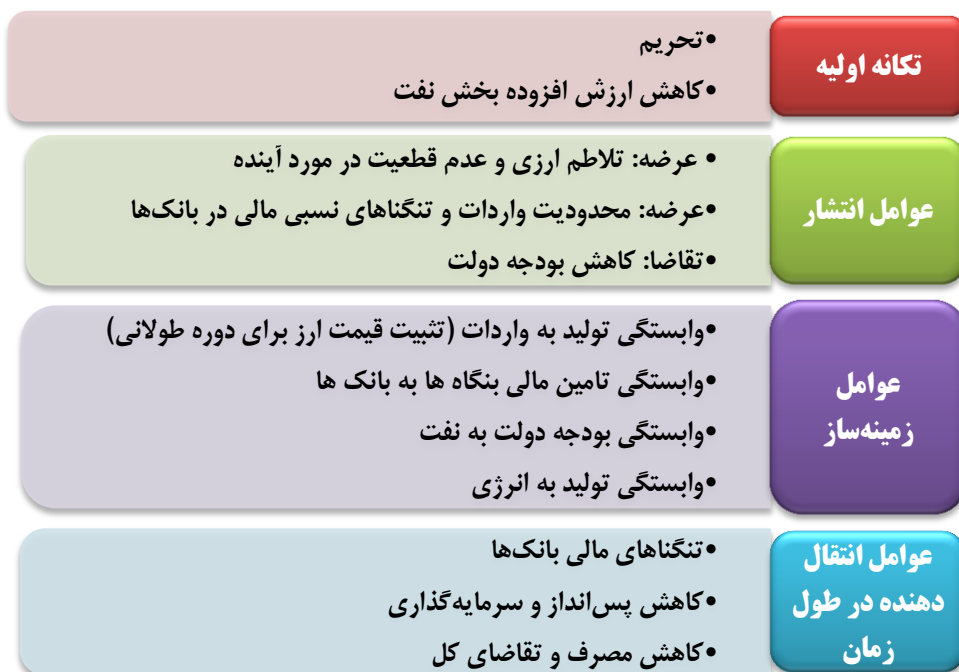 تکانه اولیه
•تحریم
•کاهش ارزش افزوده بخش نفت
عوامل انتشار
• عرضه: تلاطم ارزی و عدم قطعیت در مورد آینده
•عرضه: محدودیت واردات و تنگناهای نسبی مالی در بانک‌ها
•تقاضا: کاهش بودجه دولت
عوامل
زمینه‌ساز
•وابستگی تولید به واردات (تثبیت قیمت ارز برای دوره طولانی)
•وابستگی تامین مالی بنگاه ها به بانک ها
•وابستگی بودجه دولت به نفت
•وابستگی تولید به انرژی
عوامل انتقال
دهنده در طول
زمان
•تنگناهای مالی بانک‌ها
•کاهش پس‌انداز و سرمایه‌گذاری
•کاهش مصرف و تقاضای کل